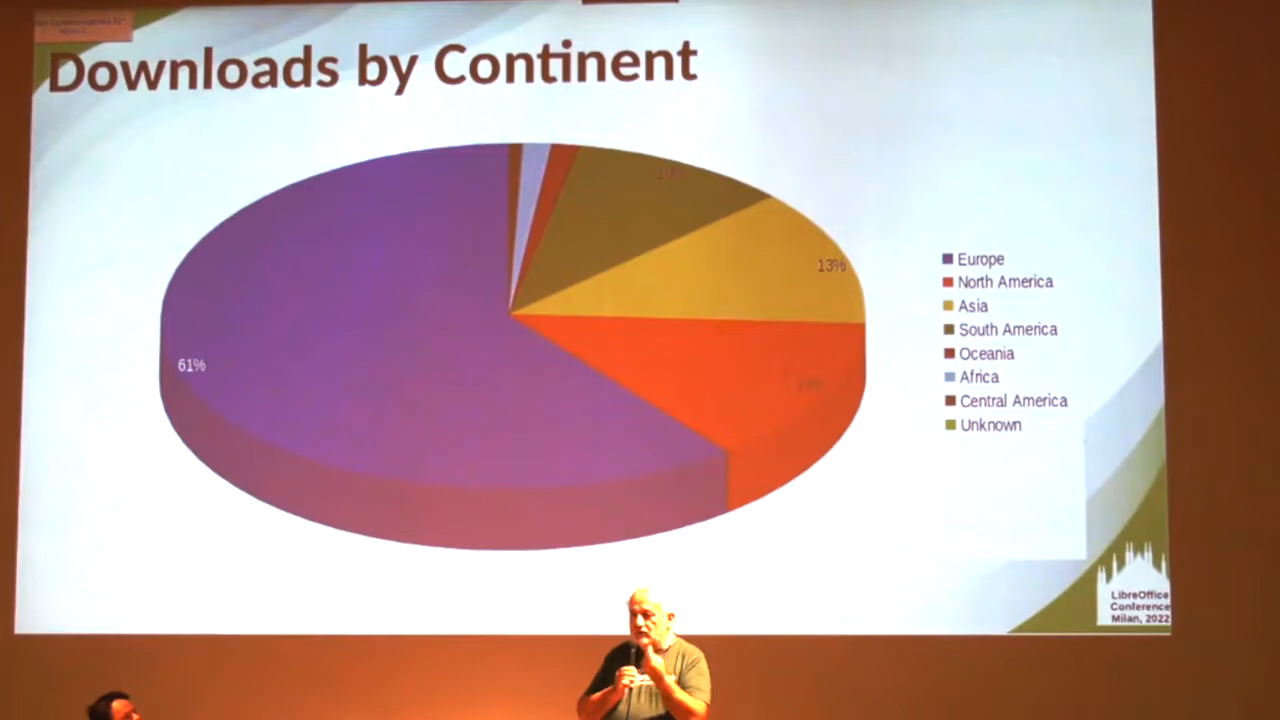 Downloads by Continent
10%
13%
61%
Europe
North America
Asia
South America
Oceania
Africa
Central America
Unknown
LibreOffice
Conference
Milan, 2022